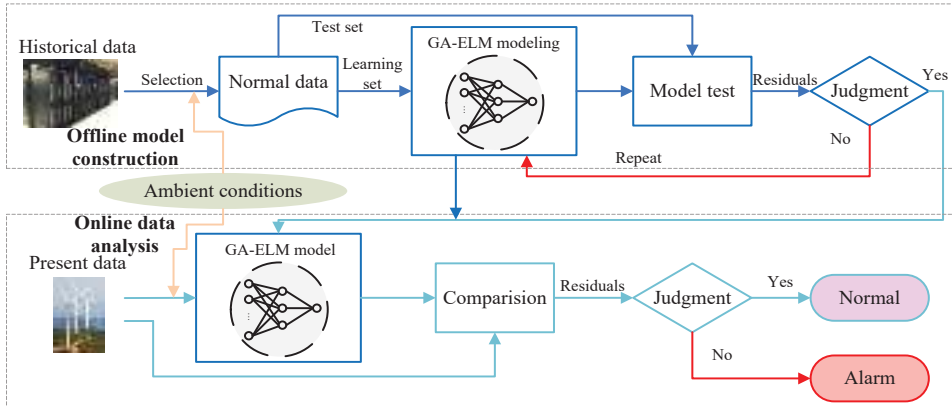 Test set
Historical data
GA-ELM modeling
Selection
Normal data
Learning
set
Model test
Residuals
Judgment
Yes
No
Repeat
Offline model
construction
Ambient conditions
Online data
analysis
Present data
GA-ELM model
Comparision
Residuals
Judgment
Yes
Normal
No
Alarm